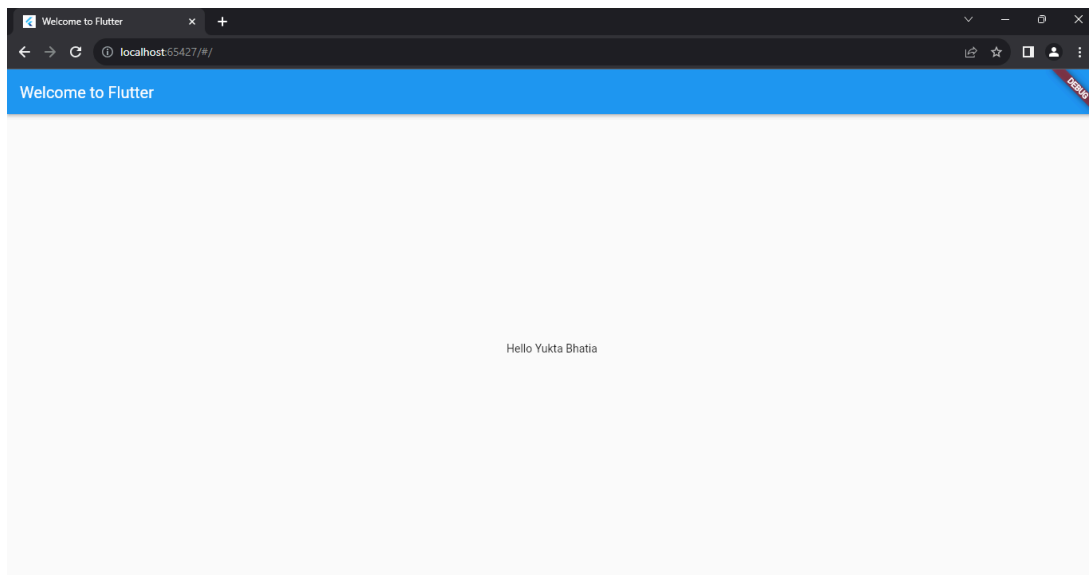 Welcome to Flutter
localhost:65427/#/
Welcome to Flutter
DEBUG
Hello Yukta Bhatia